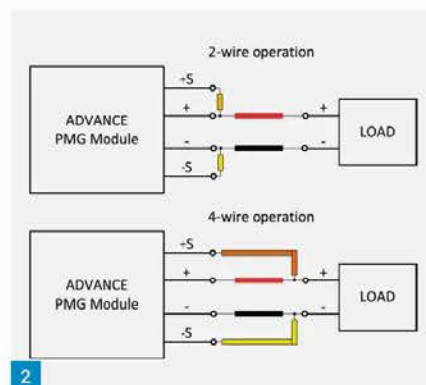 2-wire operation
+S
+
-
-S
ADVANCE
PMG Module
+
-
LOAD
4-wire operation
+S
+
-
-S
ADVANCE
PMG Module
+
-
LOAD
2